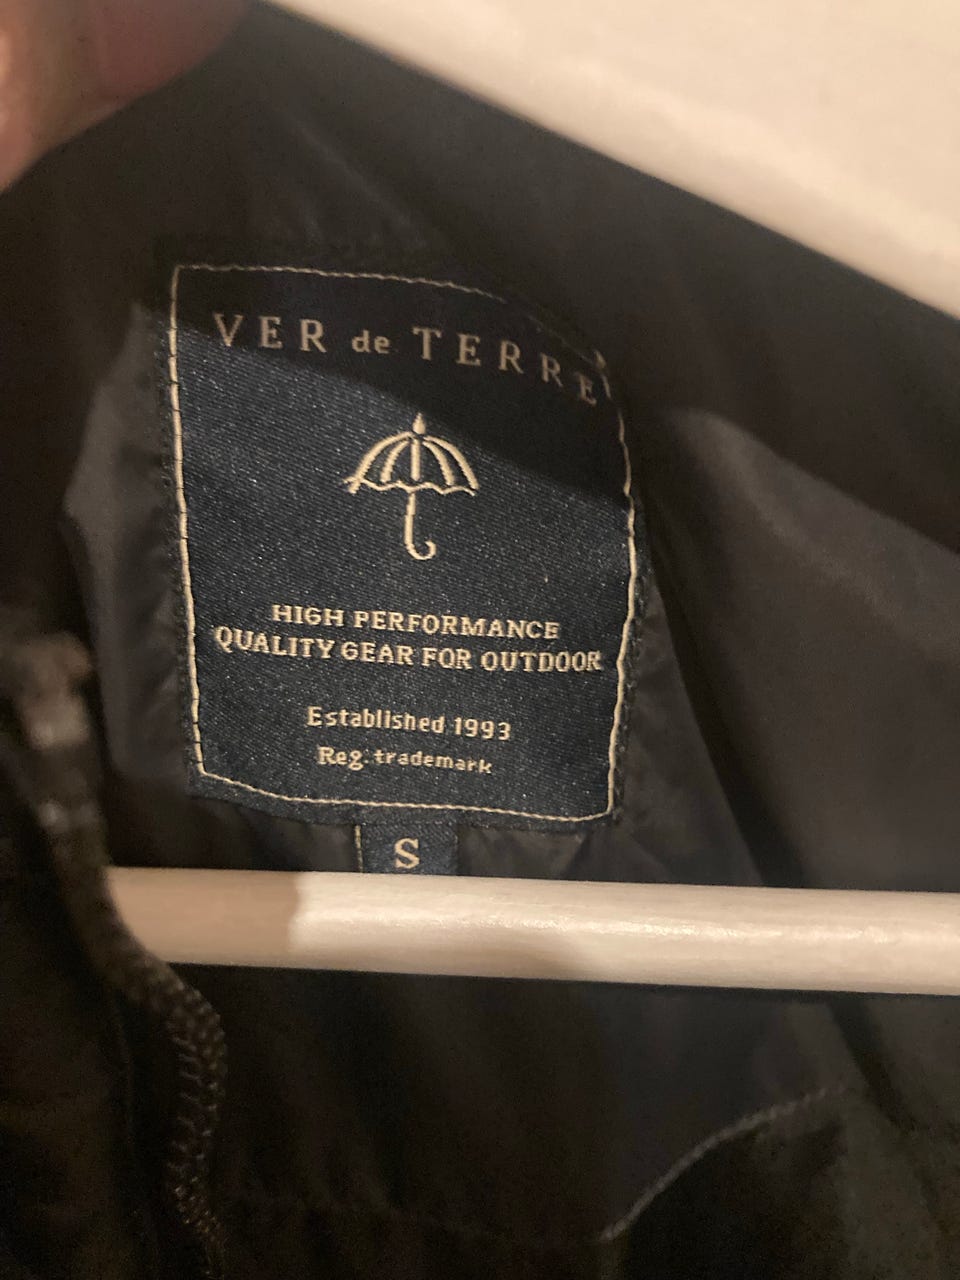 VER de TERRE
HIGH PERFORMANCE
QUALITY GEAR FOR OUTDOOR
Established 1993
Reg. trademark
S